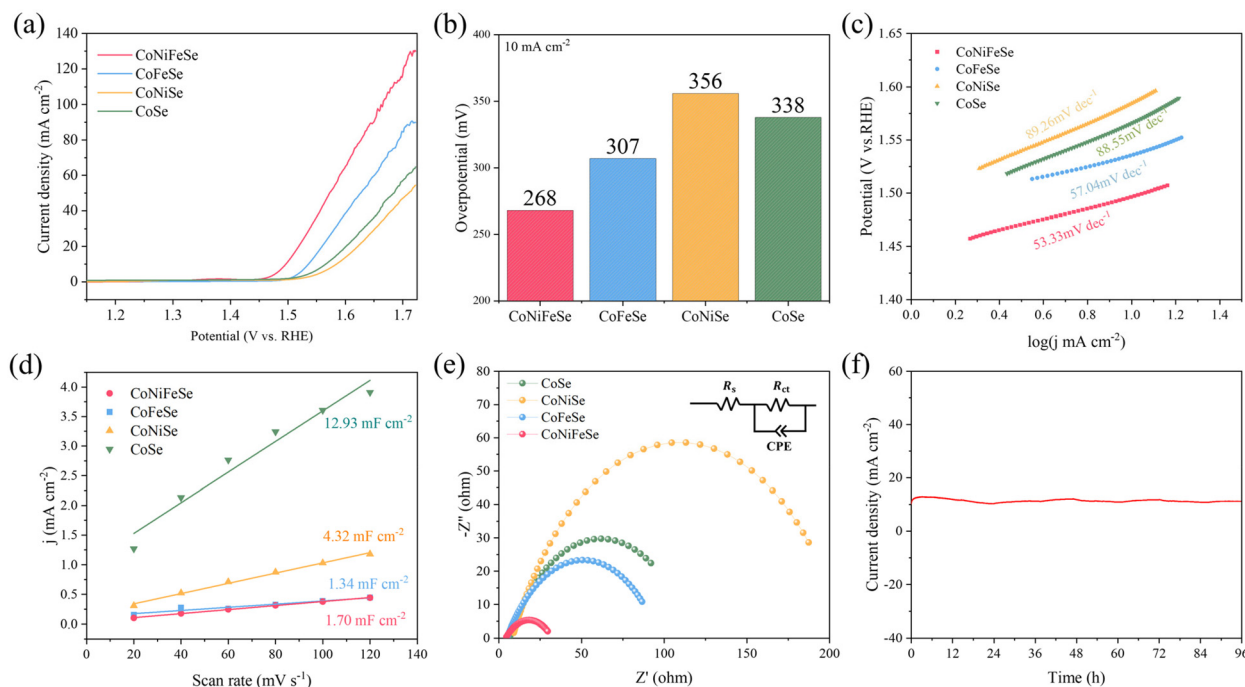 (a)
140
120
100
80
60
40
20
0
Current density (mA cm-2)
CoNiFeSe
CoFeSe
CoNiSe
CoSe
1.2 1.3 1.4 1.5 1.6 1.7
Potential (V vs. RHE)
(b)
400
350
300
250
200
Overpotential (mV)
10 mA cm-2
268
307
356
338
CoNiFeSe CoFeSe CoNiSe CoSe
(c)
1.65
1.60
1.55
1.50
1.45
1.40
Potential (V vs.RHE)
CoNiFeSe
CoFeSe
CoNiSe
CoSe
89.26mV dec-1
88.55mV dec-1
57.04mV dec-1
53.33mV dec-1
0.0 0.2 0.4 0.6 0.8 1.0 1.2 1.4
log(j mA cm-2)
(d)
4.0
3.5
3.0
2.5
2.0
1.5
1.0
0.5
0.0
j (mA cm-2)
CoNiFeSe
CoFeSe
CoNiSe
CoSe
12.93 mF cm-2
4.32 mF cm-2
1.34 mF cm-2
1.70 mF cm-2
0 20 40 60 80 100 120 140
Scan rate (mV s-1)
(e)
80
70
60
50
40
30
20
10
0
-Z" (ohm)
CoSe
CoNiSe
CoFeSe
CoNiFeSe
Rs Rct
CPE
0 50 100 150 200
Z' (ohm)
(f)
60
40
20
0
-20
-40
Current density (mA cm-2)
0 12 24 36 48 60 72 84 96
Time (h)